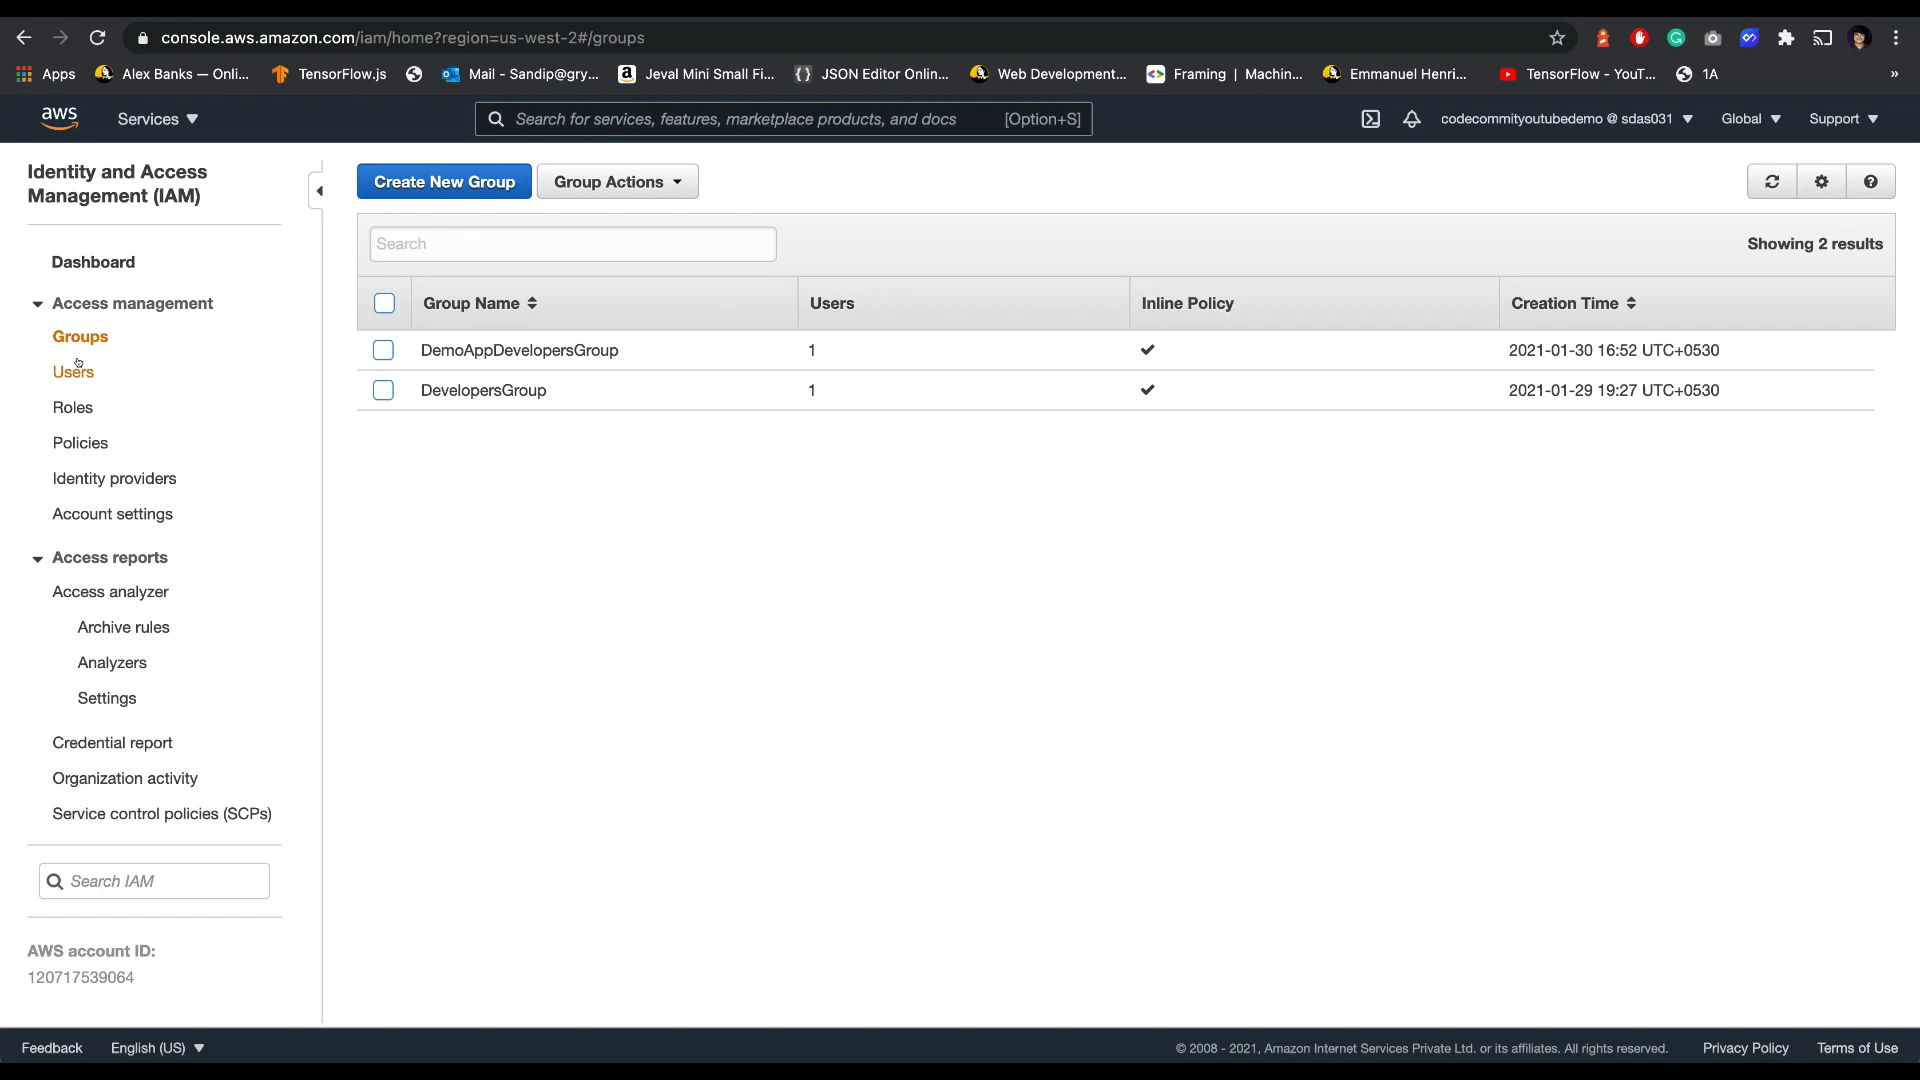 console.aws.amazon.com/iam/home?region=us-west-2#/groups
Apps
Alex Banks — Onli...
TensorFlow.js
Mail - Sandip@gry...
Jeval Mini Small Fi...
JSON Editor Onlin...
Web Development...
Framing | Machin...
Emmanuel Henri...
TensorFlow - YouT...
1A
»
aws
Services
Search for services, features, marketplace products, and docs
[Option+S]
codecommityoutubedemo @ sdas031
Global
Support
Identity and Access
Management (IAM)
Dashboard
Access management
Groups
Users
Roles
Policies
Identity providers
Account settings
Access reports
Access analyzer
Archive rules
Analyzers
Settings
Credential report
Organization activity
Service control policies (SCPs)
Search IAM
AWS account ID:
120717539064
Create New Group
Group Actions
Search
Showing 2 results
Group Name
Users
Inline Policy
Creation Time
DemoAppDevelopersGroup
1
2021-01-30 16:52 UTC+0530
DevelopersGroup
1
2021-01-29 19:27 UTC+0530
Feedback
English (US)
© 2008 - 2021, Amazon Internet Services Private Ltd. or its affiliates. All rights reserved.
Privacy Policy
Terms of Use